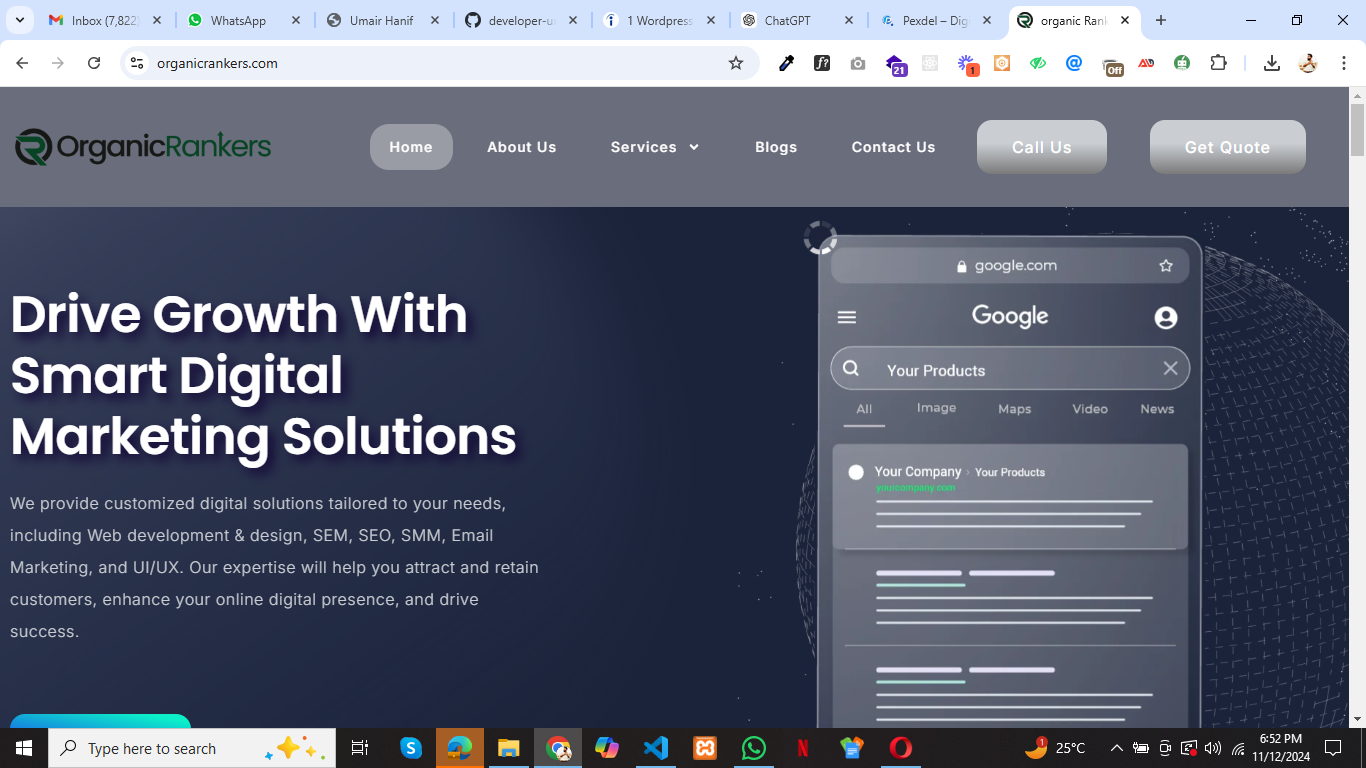 Inbox (7,822
WhatsApp
Umair Hanif
developer-us
1 Wordpress
ChatGPT
Pexdel – Digi
organic Rank
organicrankers.com
f?
21
1
Off
OrganicRankers
Home
About Us
Services
Blogs
Contact Us
Call Us
Get Quote
Drive Growth With
Smart Digital
Marketing Solutions
We provide customized digital solutions tailored to your needs,
including Web development & design, SEM, SEO, SMM, Email
Marketing, and UI/UX. Our expertise will help you attract and retain
customers, enhance your online digital presence, and drive
success.
google.com
Google
Your Products
All Image Maps Video News
Your Company › Your Products
yourcompany.com
Type here to search
1
25°C
6:52 PM
11/12/2024